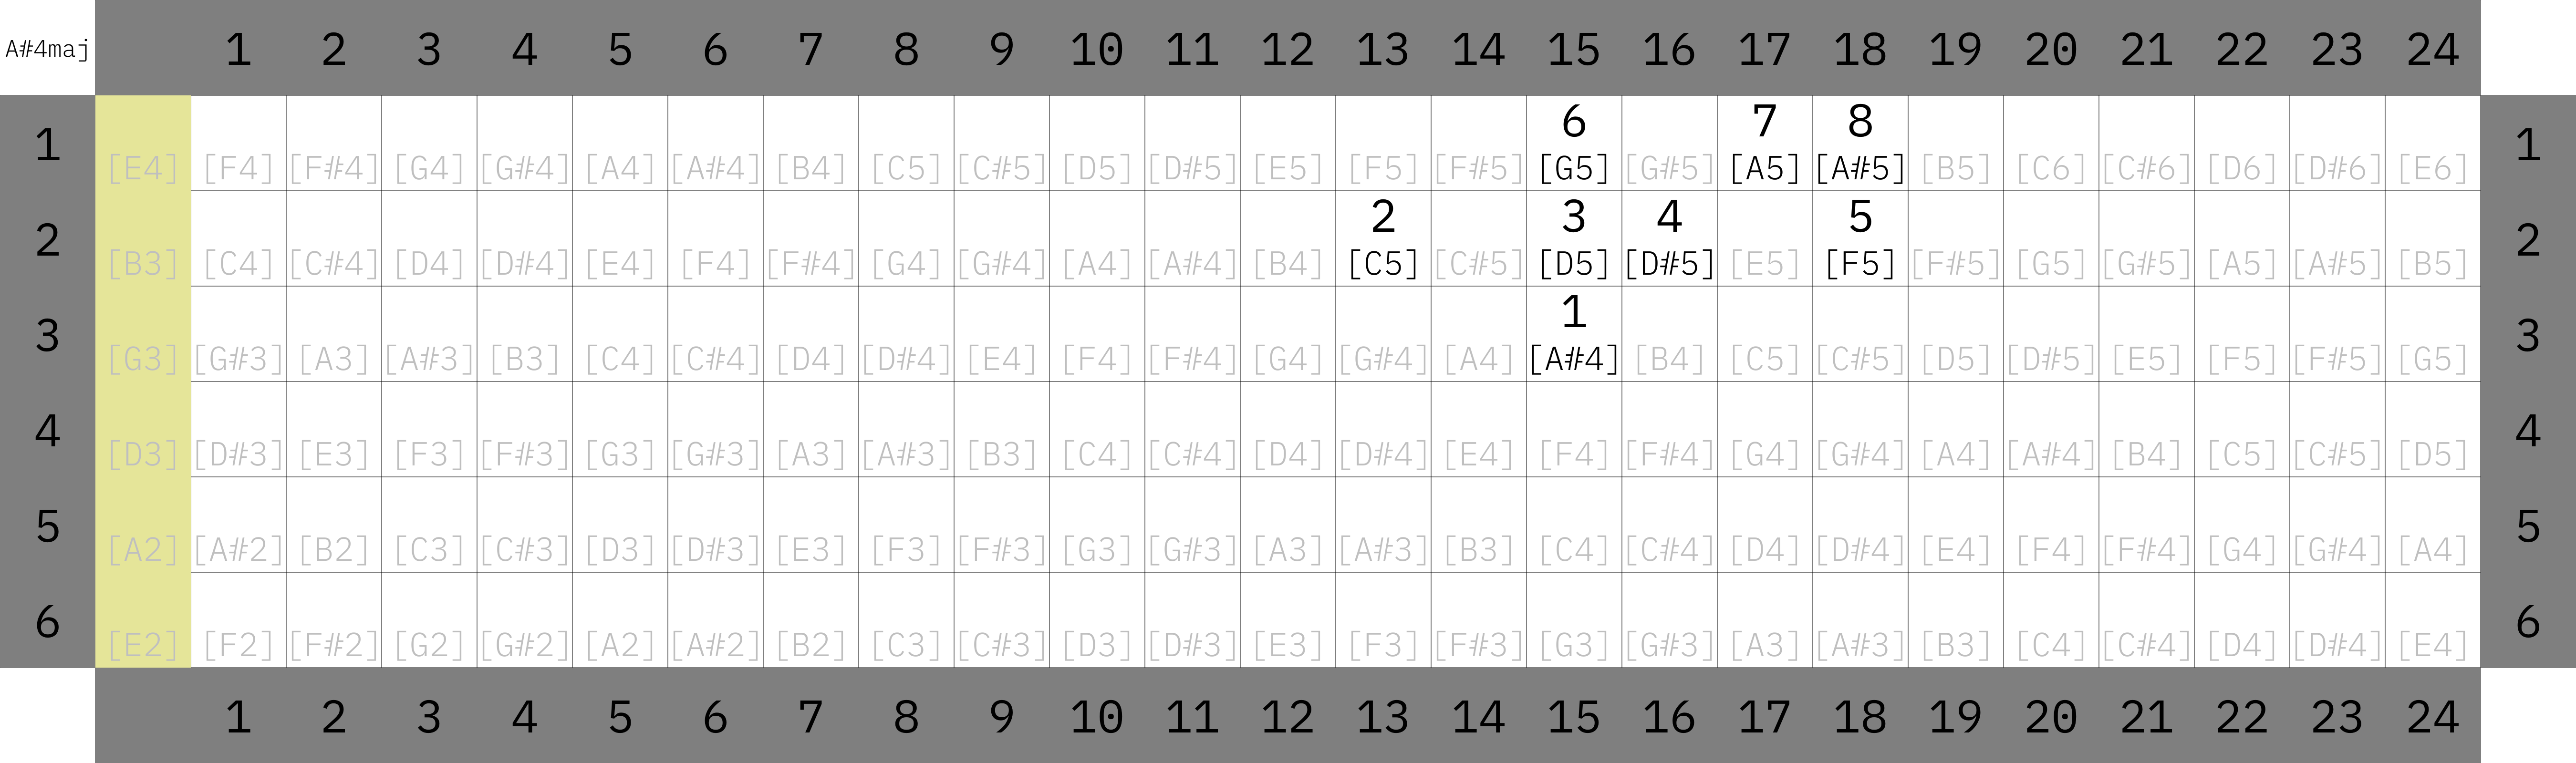 A#4maj 1 2 3 4 5 6 7 8 9 10 11 12 13 14 15 16 17 18 19 20 21 22 23 24
6 7 8
1 [E4] [F4] [F#4] [G4] [G#4] [A4] [A#4] [B4] [C5] [C#5] [D5] [D#5] [E5] [F5] [F#5] [G5] [G#5] [A5] [A#5] [B5] [C6] [C#6] [D6] [D#6] [E6] 1
2 3 4 5
2 [B3] [C4] [C#4] [D4] [D#4] [E4] [F4] [F#4] [G4] [G#4] [A4] [A#4] [B4] [C5] [C#5] [D5] [D#5] [E5] [F5] [F#5] [G5] [G#5] [A5] [A#5] [B5] 2
1
3 [G3] [G#3] [A3] [A#3] [B3] [C4] [C#4] [D4] [D#4] [E4] [F4] [F#4] [G4] [G#4] [A4] [A#4] [B4] [C5] [C#5] [D5] [D#5] [E5] [F5] [F#5] [G5] 3
4 [D3] [D#3] [E3] [F3] [F#3] [G3] [G#3] [A3] [A#3] [B3] [C4] [C#4] [D4] [D#4] [E4] [F4] [F#4] [G4] [G#4] [A4] [A#4] [B4] [C5] [C#5] [D5] 4
5 [A2] [A#2] [B2] [C3] [C#3] [D3] [D#3] [E3] [F3] [F#3] [G3] [G#3] [A3] [A#3] [B3] [C4] [C#4] [D4] [D#4] [E4] [F4] [F#4] [G4] [G#4] [A4] 5
6 [E2] [F2] [F#2] [G2] [G#2] [A2] [A#2] [B2] [C3] [C#3] [D3] [D#3] [E3] [F3] [F#3] [G3] [G#3] [A3] [A#3] [B3] [C4] [C#4] [D4] [D#4] [E4] 6
1 2 3 4 5 6 7 8 9 10 11 12 13 14 15 16 17 18 19 20 21 22 23 24